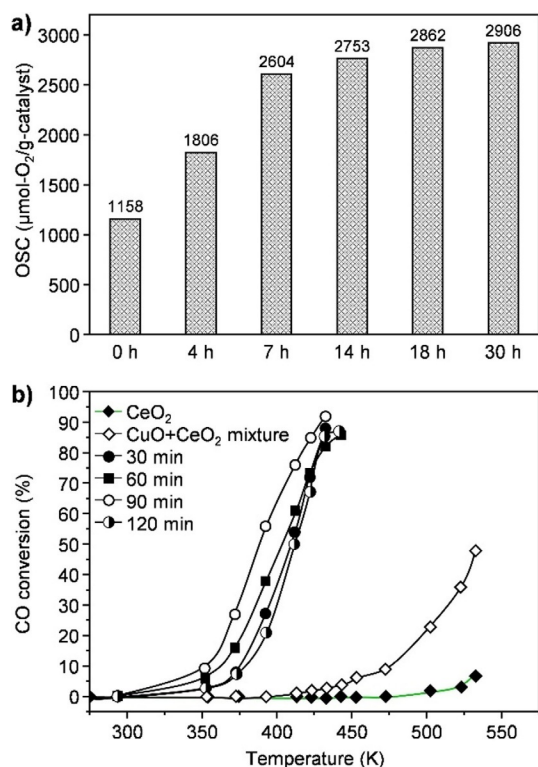 a)
OSC (μmol-O₂/g-catalyst)
3000
2500
2000
1500
1000
500
0
1158
1806
2604
2753
2862
2906
0 h
4 h
7 h
14 h
18 h
30 h
b)
CO conversion (%)
100
90
80
70
60
50
40
30
20
10
0
CeO₂
CuO+CeO₂ mixture
30 min
60 min
90 min
120 min
300
350
400
450
500
550
Temperature (K)